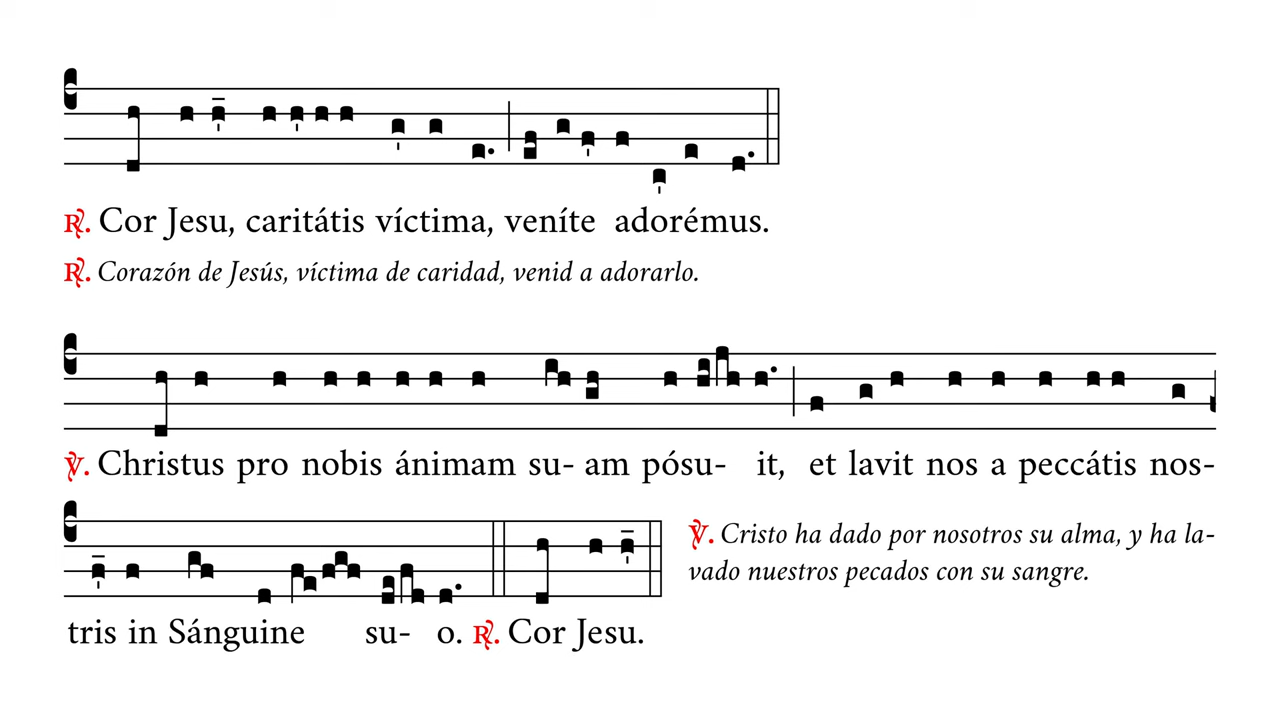 ℟. Cor Jesu, caritátis víctima, veníte adorémus.
℟. Corazón de Jesús, víctima de caridad, venid a adorarlo.
℣. Christus pro nobis ánimam su- am pósu- it, et lavit nos a peccátis nos-
tris in Sánguine su- o. ℟. Cor Jesu.
℣. Cristo ha dado por nosotros su alma, y ha la-
vado nuestros pecados con su sangre.